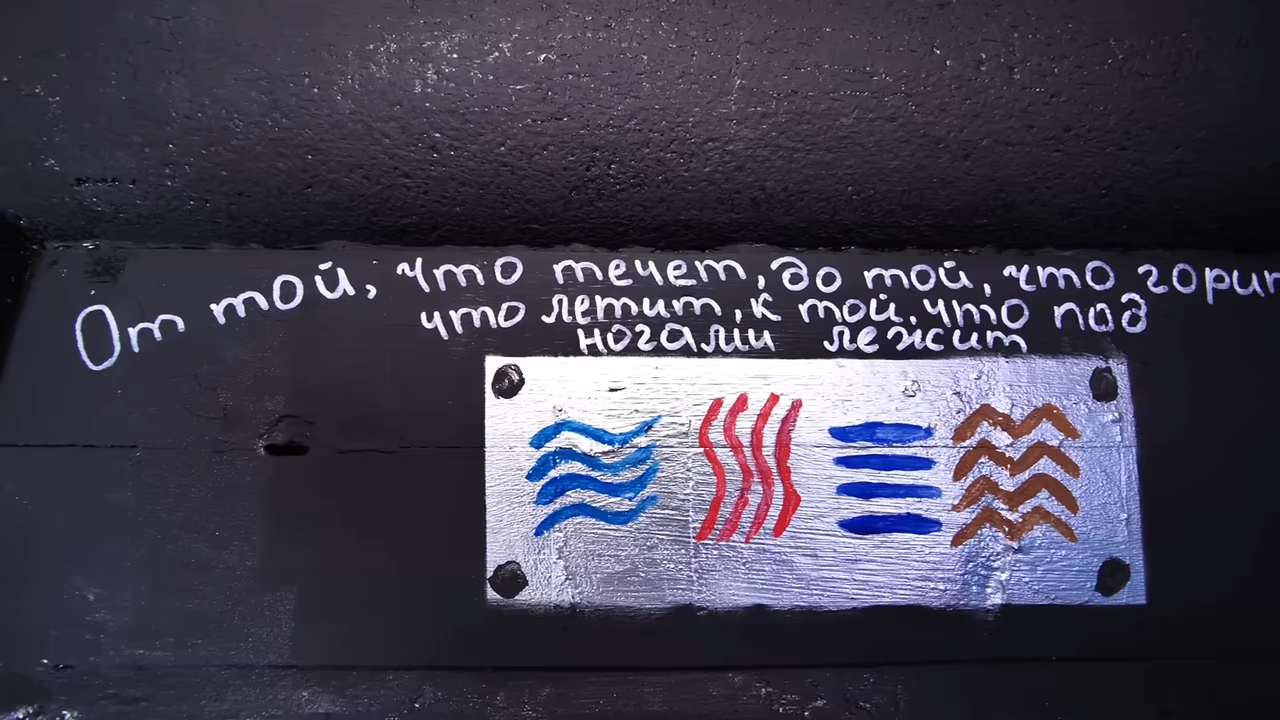 От той, что течет, до той, что гори
что летит, к той, что под
ногами лежит